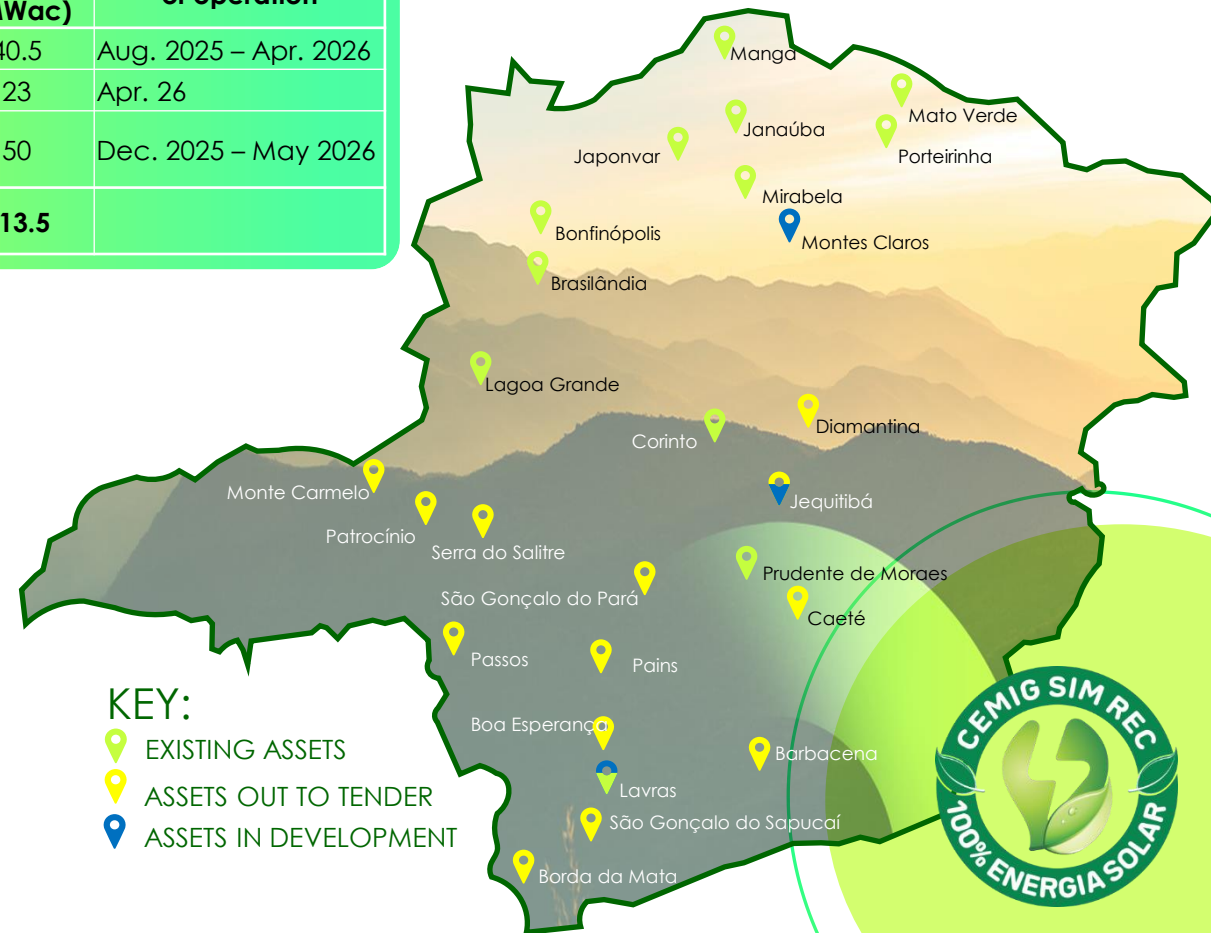 MWac)
of operation
40.5 Aug. 2025 – Apr. 2026
23 Apr. 26
50 Dec. 2025 – May 2026
13.5
Manga
Mato Verde
Janaúba
Japonvar
Porteirinha
Mirabela
Bonfinópolis
Montes Claros
Brasilândia
Lagoa Grande
Diamantina
Corinto
Monte Carmelo
Jequitibá
Patrocínio
Serra do Salitre
Prudente de Moraes
São Gonçalo do Pará
Caeté
Passos
Pains
Boa Esperança
Barbacena
Lavras
São Gonçalo do Sapucaí
Borda da Mata
KEY:
EXISTING ASSETS
ASSETS OUT TO TENDER
ASSETS IN DEVELOPMENT
CEMIG SIM REC
100% ENERGIA SOLAR